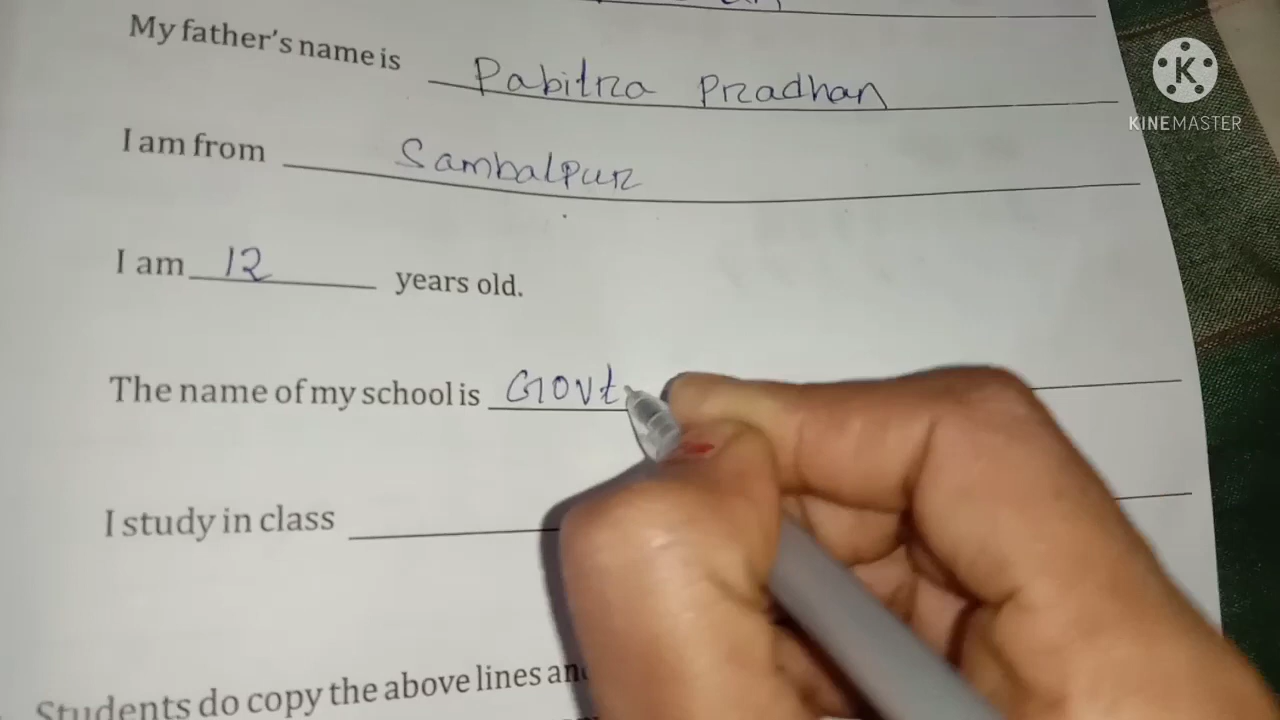 My father's name is Pabitra Pradhan
KINEMASTER
I am from Sambalpur
I am 12 years old.
The name of my school is Govt
I study in class
Students do copy the above lines and